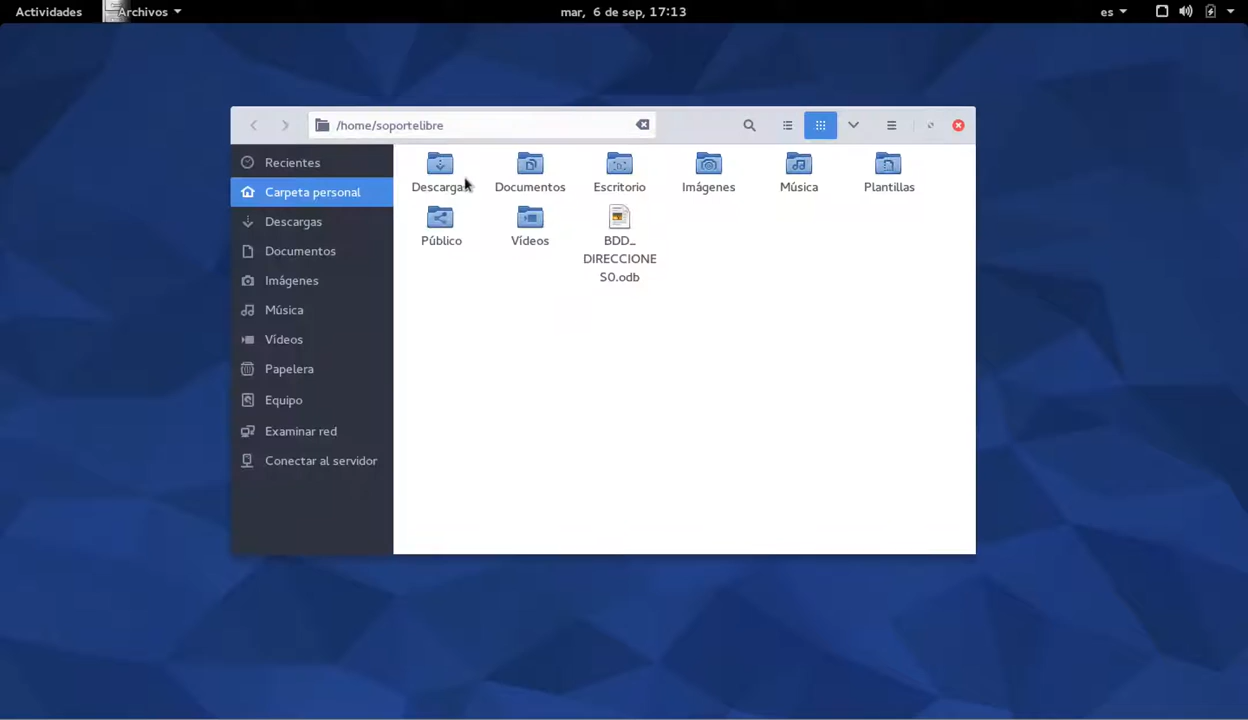 Actividades
Archivos
mar, 6 de sep, 17:13
es
/home/soportelibre
Recientes
Carpeta personal
Descargas
Documentos
Imágenes
Música
Vídeos
Papelera
Equipo
Examinar red
Conectar al servidor
Descargas
Documentos
Escritorio
Imágenes
Música
Plantillas
Público
Vídeos
BDD_
DIRECCIONE
S0.odb